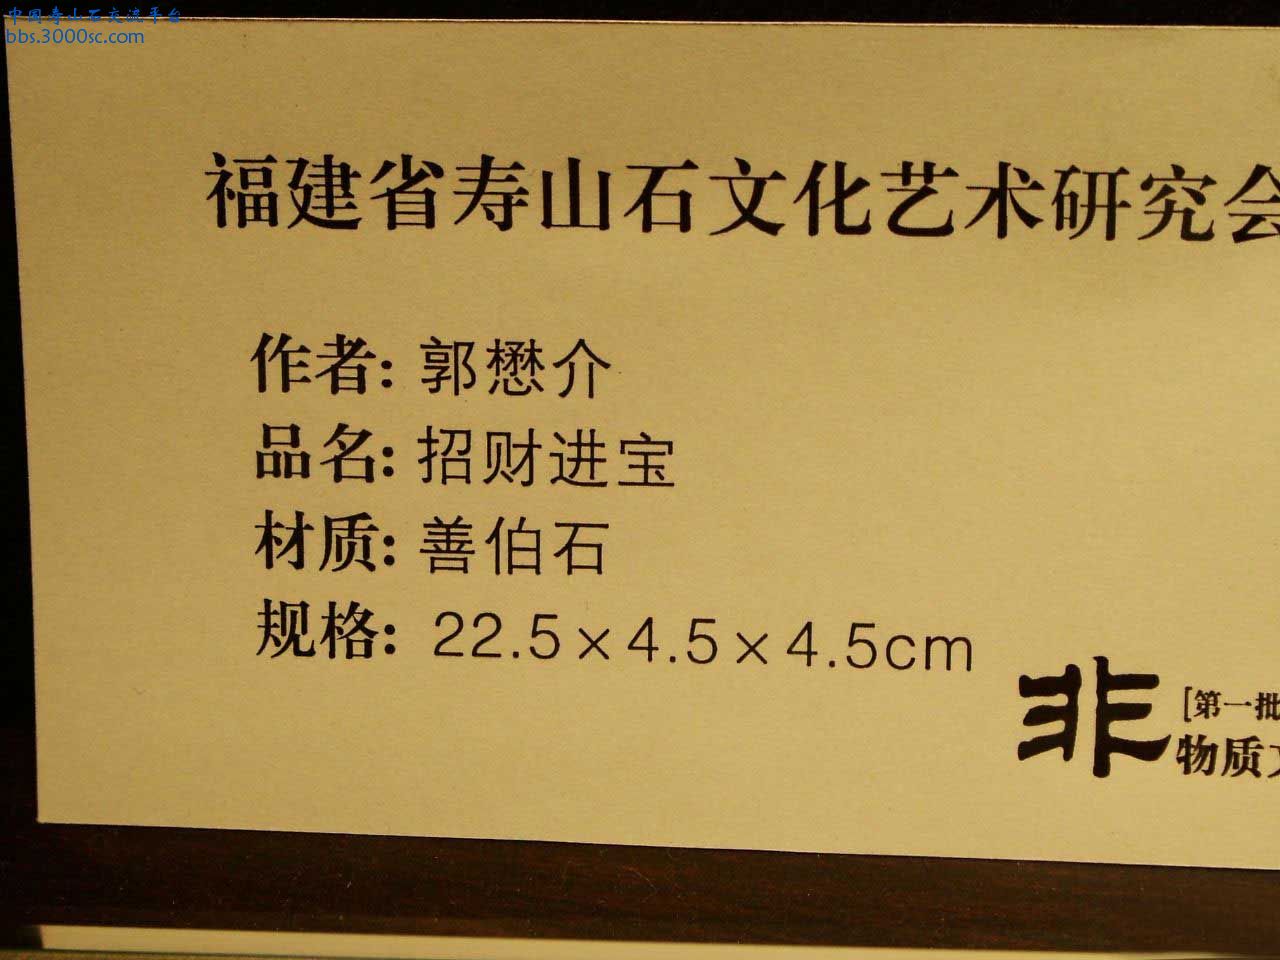 中国寿山石交流平台
bbs.3000sc.com
福建省寿山石文化艺术研究会
作者: 郭懋介
品名: 招财进宝
材质: 善伯石
规格: 22.5×4.5×4.5cm
非
[第一批
物质文